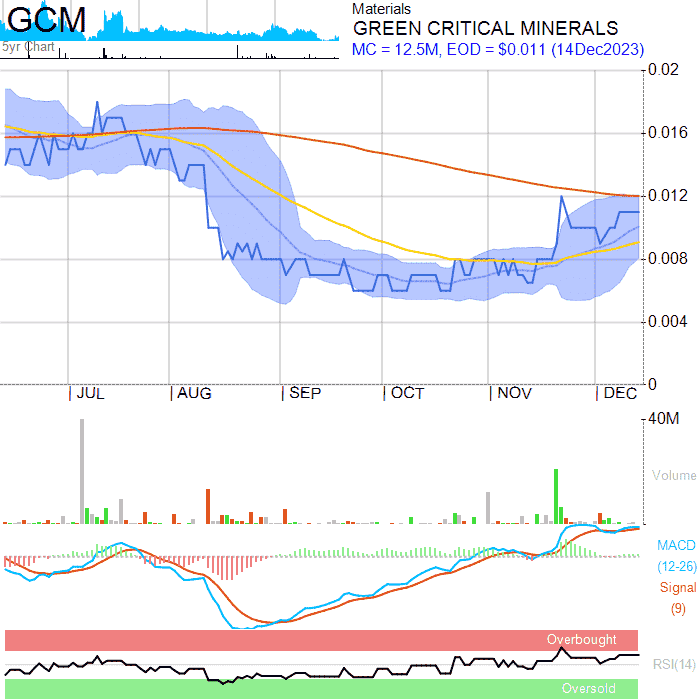 GCM
5yr Chart
Materials
GREEN CRITICAL MINERALS
MC = 12.5M, EOD = $0.011 (14Dec2023)
0.02
0.016
0.012
0.008
0.004
0
JUL
AUG
SEP
OCT
NOV
DEC
40M
Volume
MACD
(12-26)
Signal
(9)
Overbought
RSI(14)
Oversold